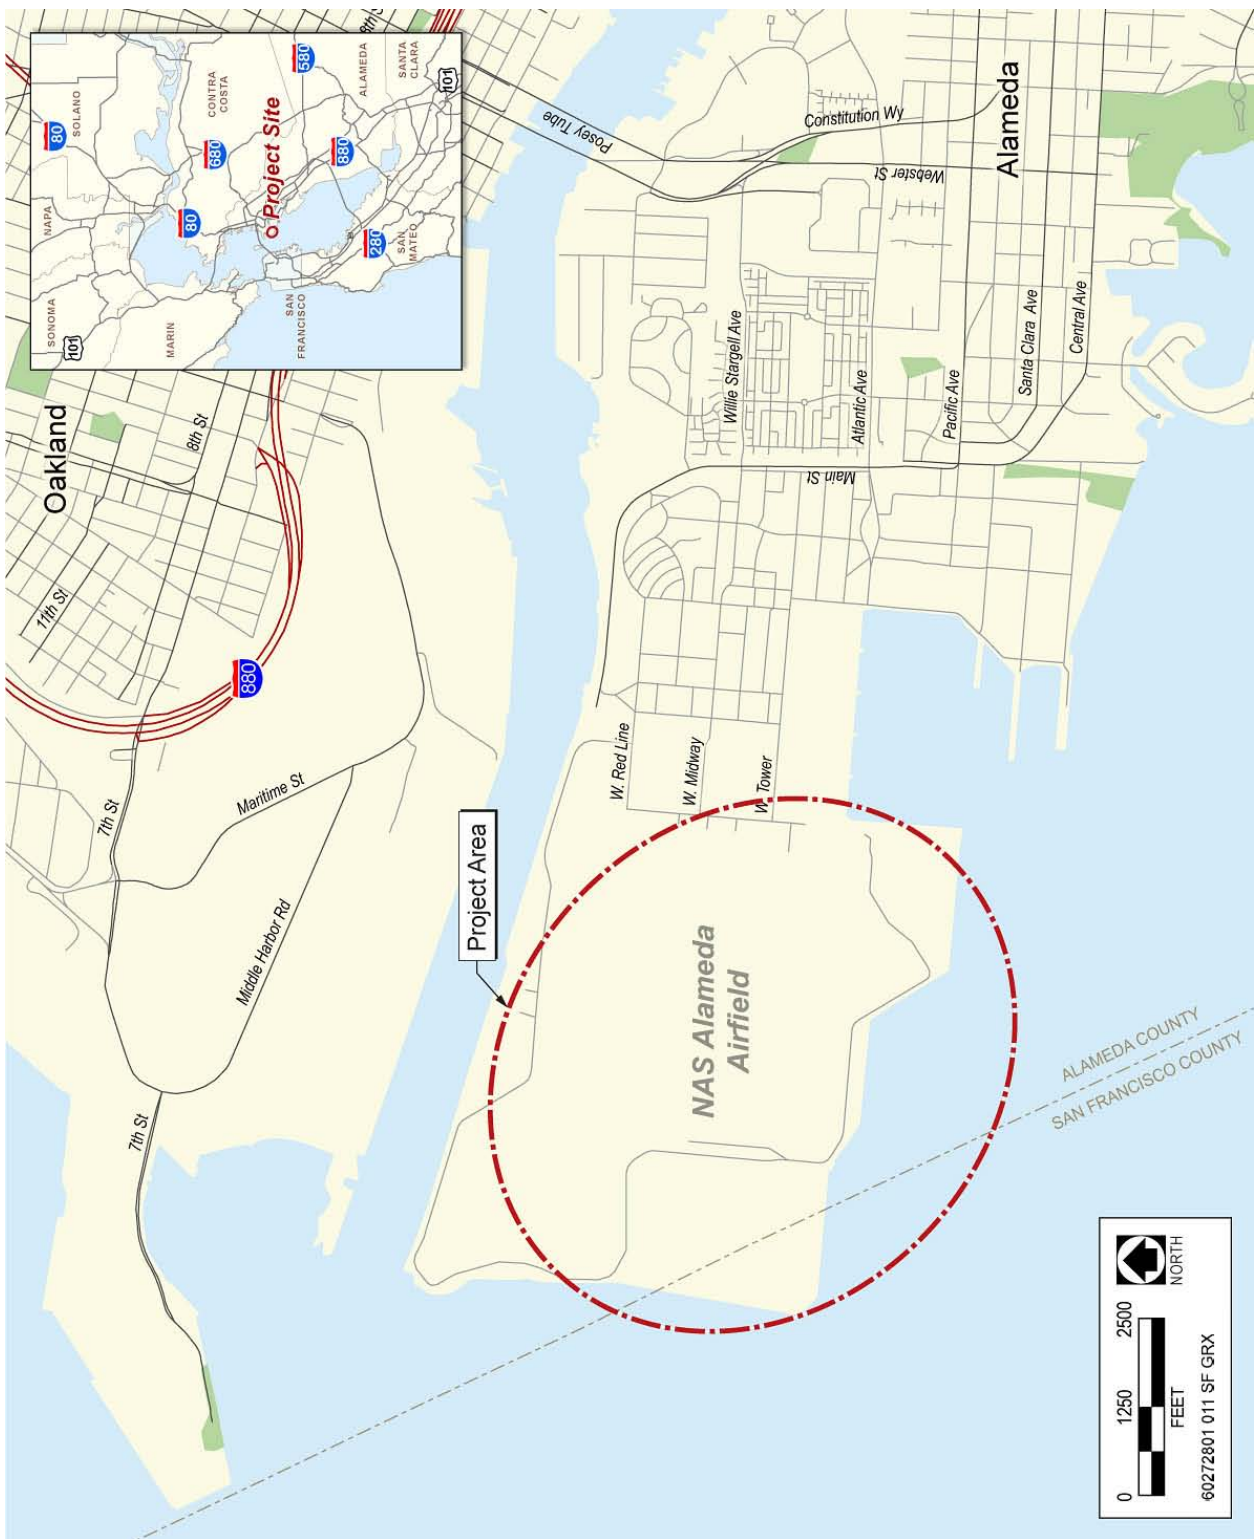 SONOMA
NAPA
SOLANO
80
101
MARIN
80
680
CONTRA
COSTA
Project Site
580
SAN
FRANCISCO
880
ALAMEDA
280
SAN
MATEO
SANTA
CLARA
101
8th St
Oakland
8th St
11th St
880
7th St
Maritime St
Middle Harbor Rd
7th St
Posey Tube
Constitution Wy
Webster St
Alameda
Willie Stargell Ave
Atlantic Ave
Pacific Ave
Santa Clara Ave
Central Ave
Main St
W. Red Line
W. Midway
W. Tower
Project Area
NAS Alameda
Airfield
ALAMEDA COUNTY
SAN FRANCISCO COUNTY
0 1250 2500
FEET
NORTH
60272801 011 SF GRX